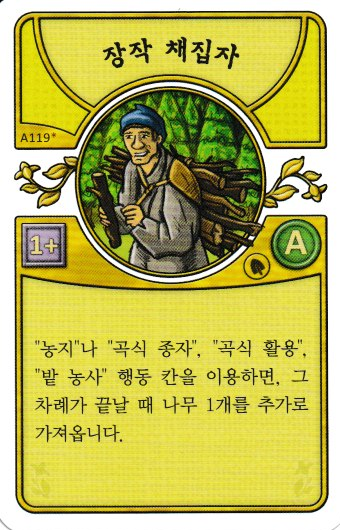 장작 채집자
A119*
1+
A
"농지"나 "곡식 종자", "곡식 활용",
"밭 농사" 행동 칸을 이용하면, 그
차례가 끝날 때 나무 1개를 추가로
가져옵니다.